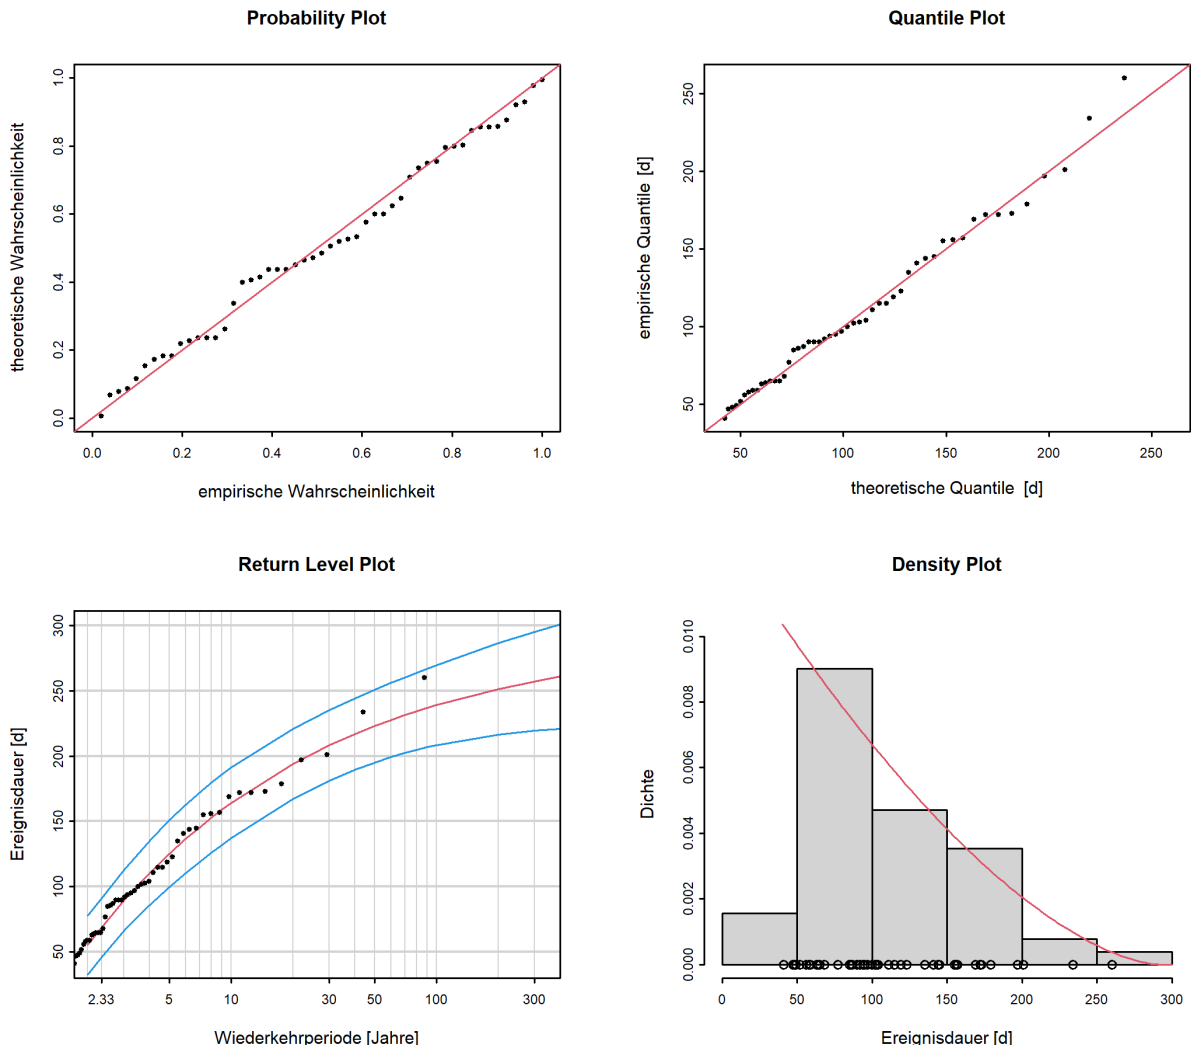 Probability Plot
theoretische Wahrscheinlichkeit
0.0 0.2 0.4 0.6 0.8 1.0
0.0 0.2 0.4 0.6 0.8 1.0
empirische Wahrscheinlichkeit
Quantile Plot
empirische Quantile [d]
50 100 150 200 250
50 100 150 200 250
theoretische Quantile [d]
Return Level Plot
Ereignisdauer [d]
50 100 150 200 250 300
2.33 5 10 30 50 100 300
Wiederkehrperiode [Jahre]
Density Plot
Dichte
0.000 0.002 0.004 0.006 0.008 0.010
0 50 100 150 200 250 300
Ereignisdauer [d]